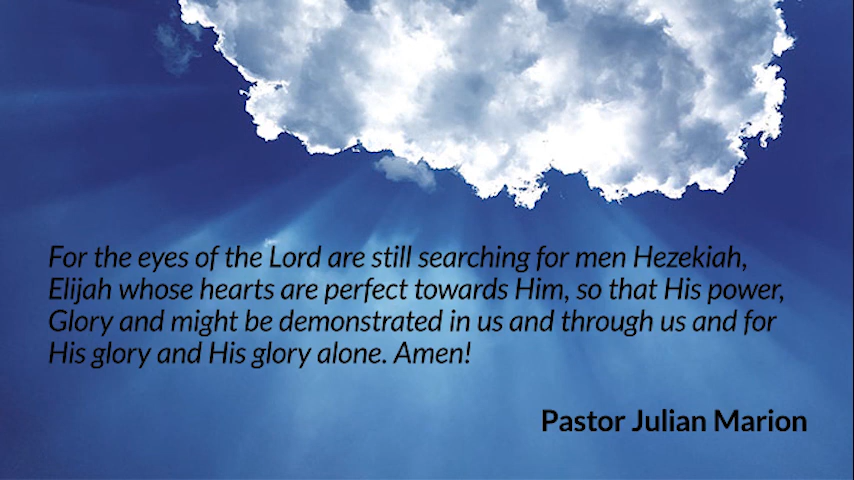 For the eyes of the Lord are still searching for men Hezekiah,
Elijah whose hearts are perfect towards Him, so that His power,
Glory and might be demonstrated in us and through us and for
His glory and His glory alone. Amen!
Pastor Julian Marion